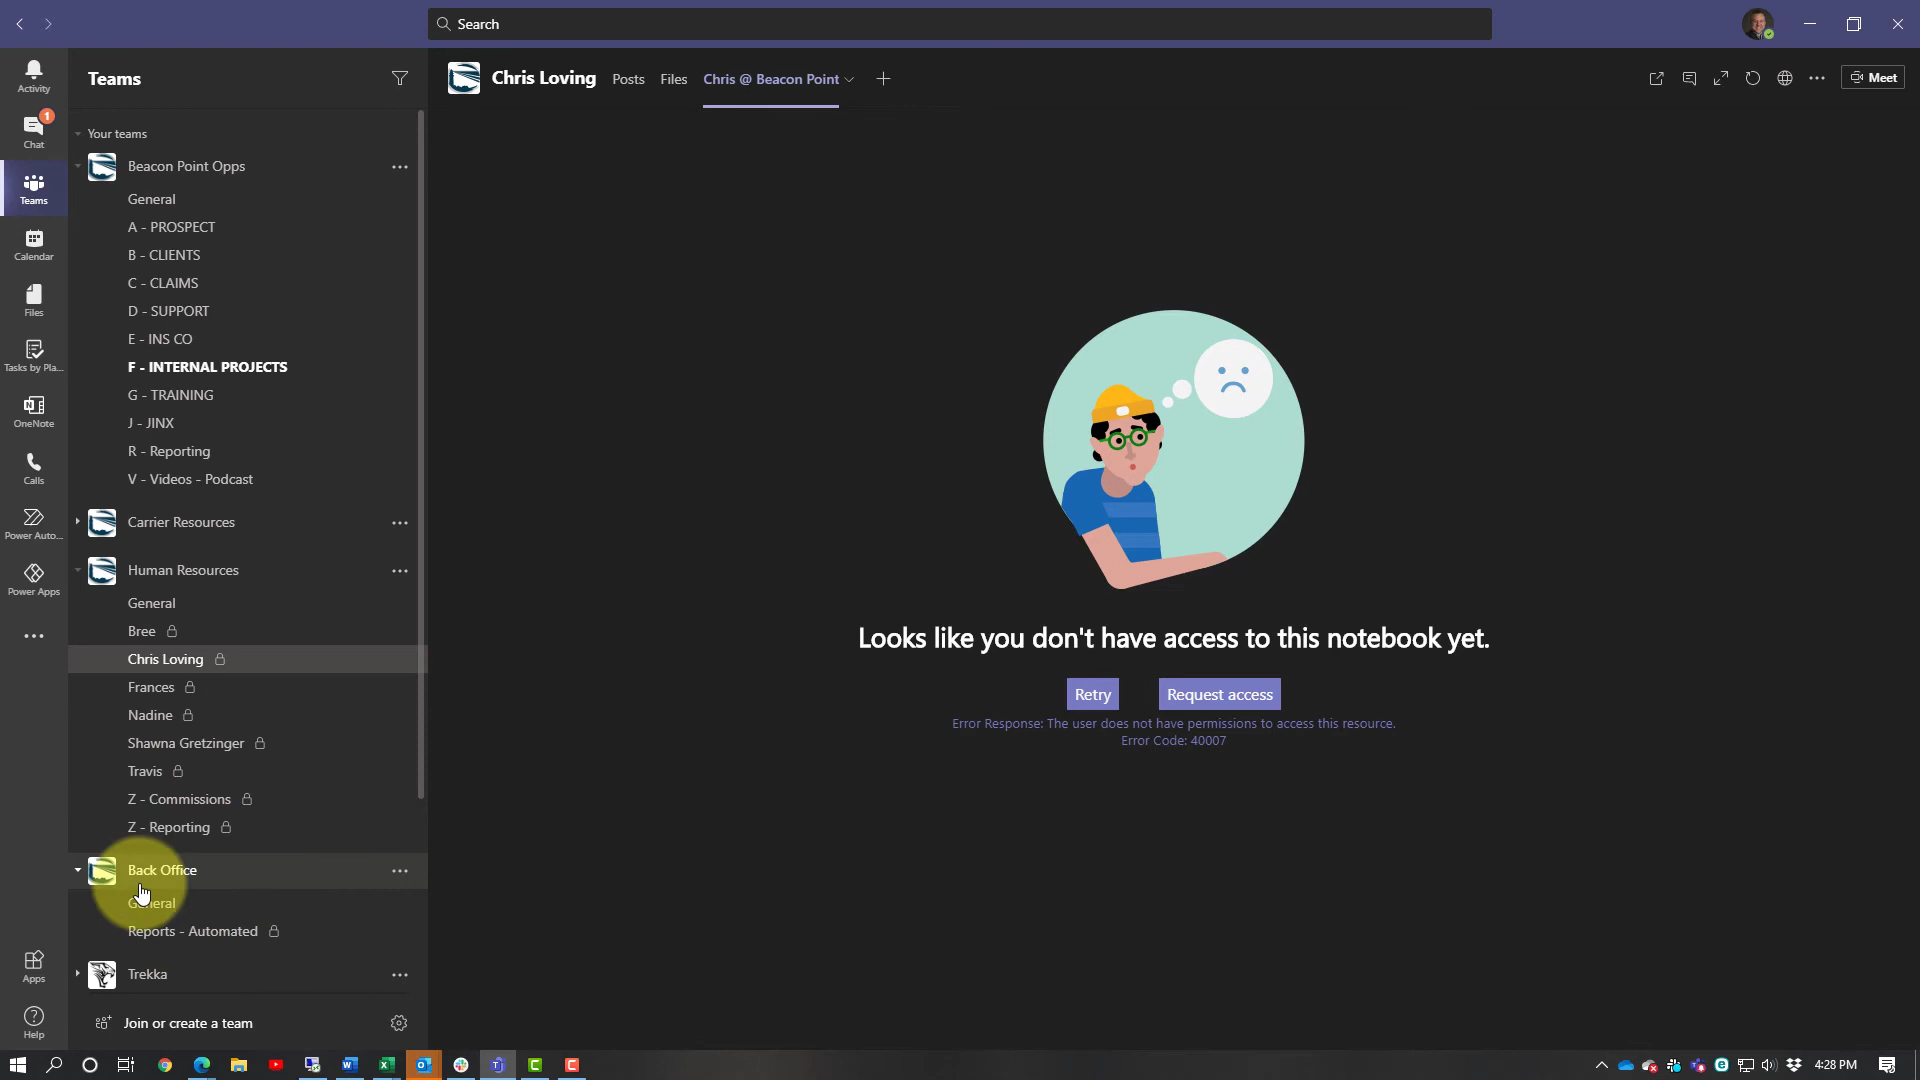 Search
Activity
1
Chat
Teams
Calendar
Files
Tasks by Pla...
OneNote
Calls
Power Auto...
Power Apps
Apps
Help
Teams
Your teams
Beacon Point Opps
General
A - PROSPECT
B - CLIENTS
C - CLAIMS
D - SUPPORT
E - INS CO
F - INTERNAL PROJECTS
G - TRAINING
J - JINX
R - Reporting
V - Videos - Podcast
Carrier Resources
Human Resources
General
Bree
Chris Loving
Frances
Nadine
Shawna Gretzinger
Travis
Z - Commissions
Z - Reporting
Back Office
General
Reports - Automated
Trekka
Join or create a team
Chris Loving Posts Files Chris @ Beacon Point
Meet
Looks like you don't have access to this notebook yet.
Retry Request access
Error Response: The user does not have permissions to access this resource.
Error Code: 40007
4:28 PM